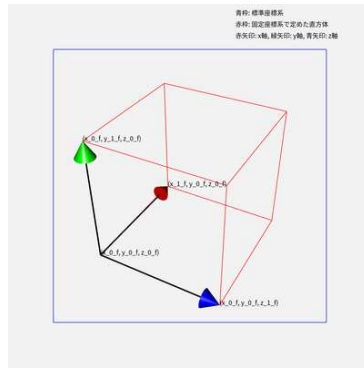 青枠: 標準座標系
赤枠: 固定座標系で定めた直方体
赤矢印: x軸, 緑矢印: y軸, 青矢印: z軸
(x_0_f, y_1_f, z_0_f)
(x_1_f, y_0_f, z_0_f)
(x_0_f, y_0_f, z_0_f)
(x_0_f, y_0_f, z_1_f)